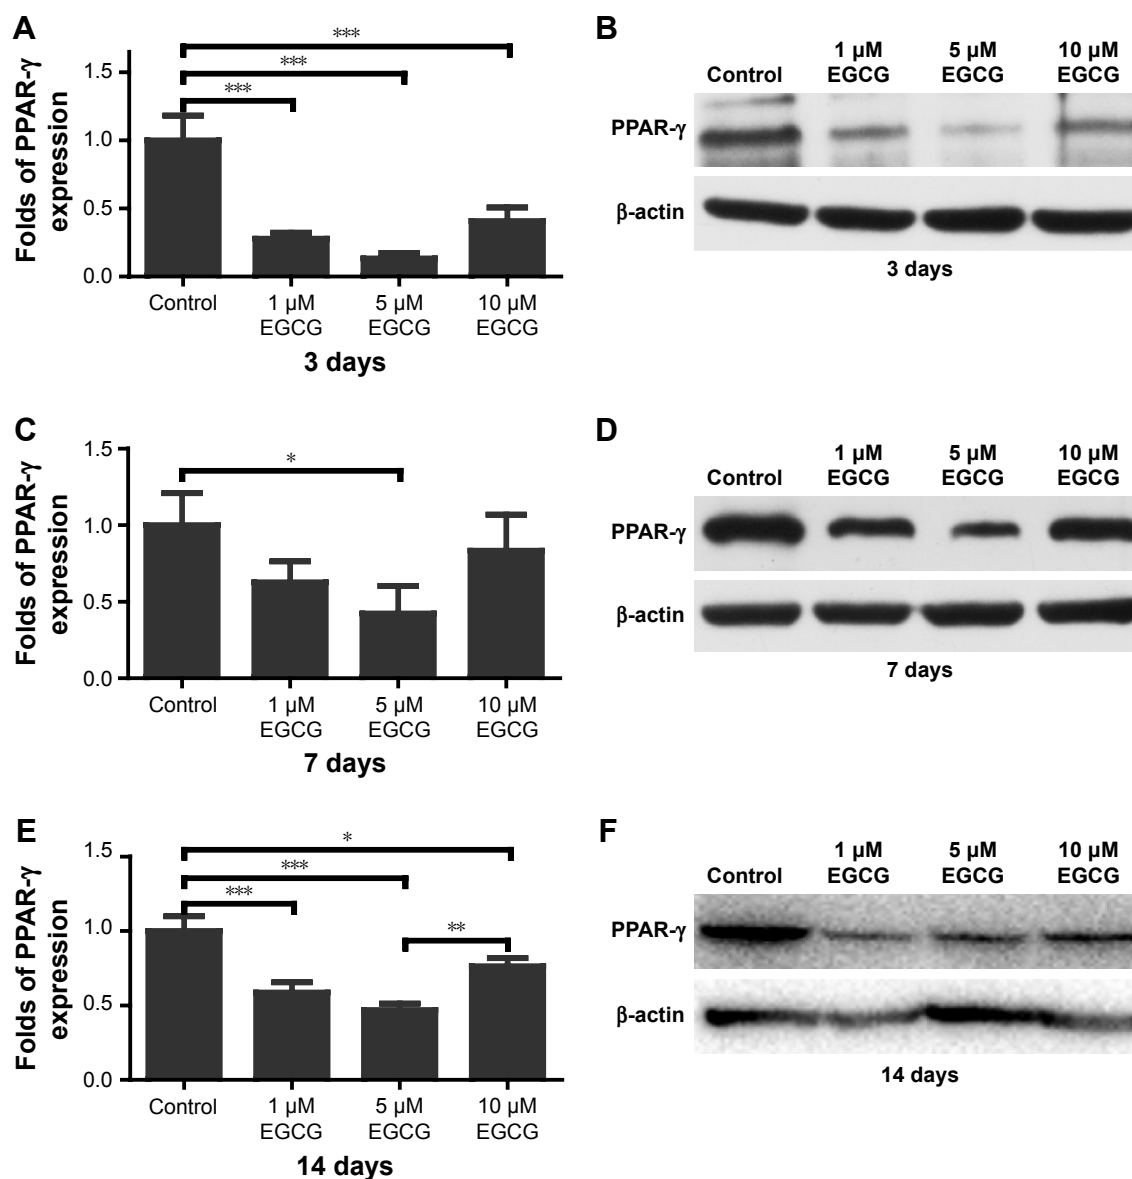 A
Folds of PPAR-γ
expression
1.5
1.0
0.5
0.0
***
***
***
Control
1 µM
EGCG
5 µM
EGCG
10 µM
EGCG
3 days
B
Control
1 µM
EGCG
5 µM
EGCG
10 µM
EGCG
PPAR-γ
β-actin
3 days
C
Folds of PPAR-γ
expression
1.5
1.0
0.5
0.0
*
Control
1 µM
EGCG
5 µM
EGCG
10 µM
EGCG
7 days
D
Control
1 µM
EGCG
5 µM
EGCG
10 µM
EGCG
PPAR-γ
β-actin
7 days
E
Folds of PPAR-γ
expression
1.5
1.0
0.5
0.0
*
***
***
**
Control
1 µM
EGCG
5 µM
EGCG
10 µM
EGCG
14 days
F
Control
1 µM
EGCG
5 µM
EGCG
10 µM
EGCG
PPAR-γ
β-actin
14 days